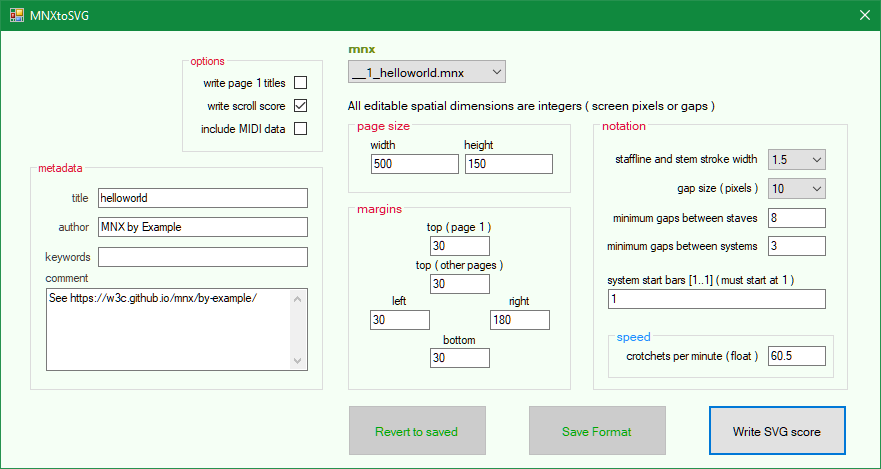 MNXtoSVG
mnx
__1_helloworld.mnx
options
write page 1 titles
write scroll score
include MIDI data
All editable spatial dimensions are integers ( screen pixels or gaps )
metadata
title helloworld
author MNX by Example
keywords
comment
See https://w3c.github.io/mnx/by-example/
page size
width height
500 150
margins
top ( page 1 )
30
top ( other pages )
30
left right
30 180
bottom
30
notation
staffline and stem stroke width 1.5
gap size ( pixels ) 10
minimum gaps between staves 8
minimum gaps between systems 3
system start bars [1..1] ( must start at 1 )
1
speed
crotchets per minute ( float ) 60.5
Revert to saved Save Format Write SVG score